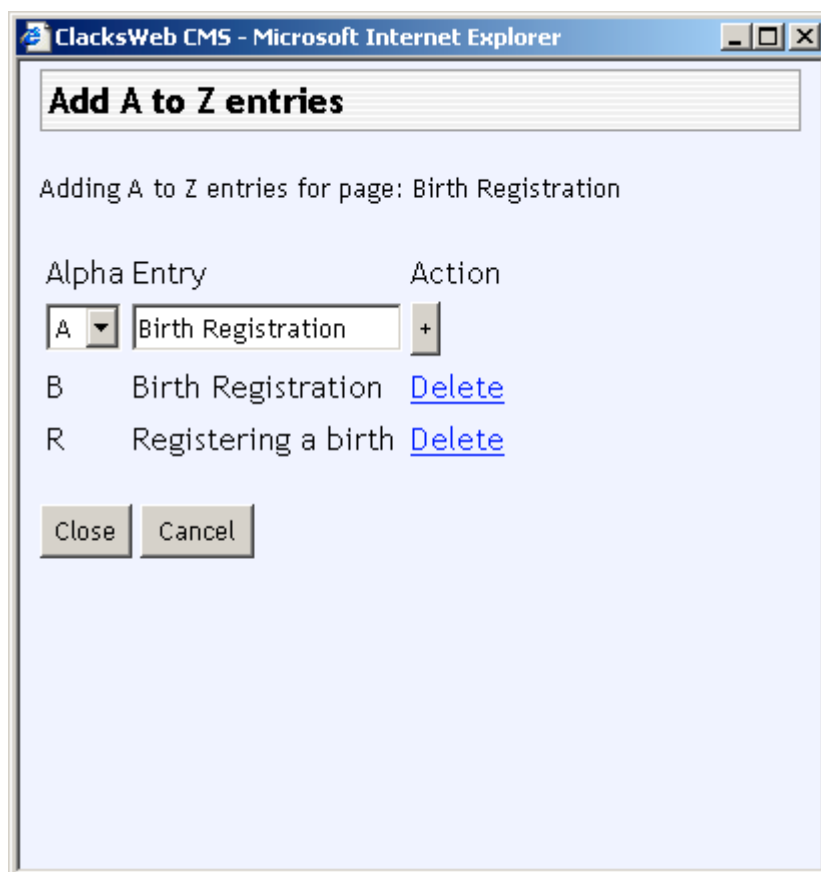 ClacksWeb CMS - Microsoft Internet Explorer
Add A to Z entries
Adding A to Z entries for page: Birth Registration
Alpha Entry Action
A Birth Registration +
B Birth Registration Delete
R Registering a birth Delete
Close Cancel